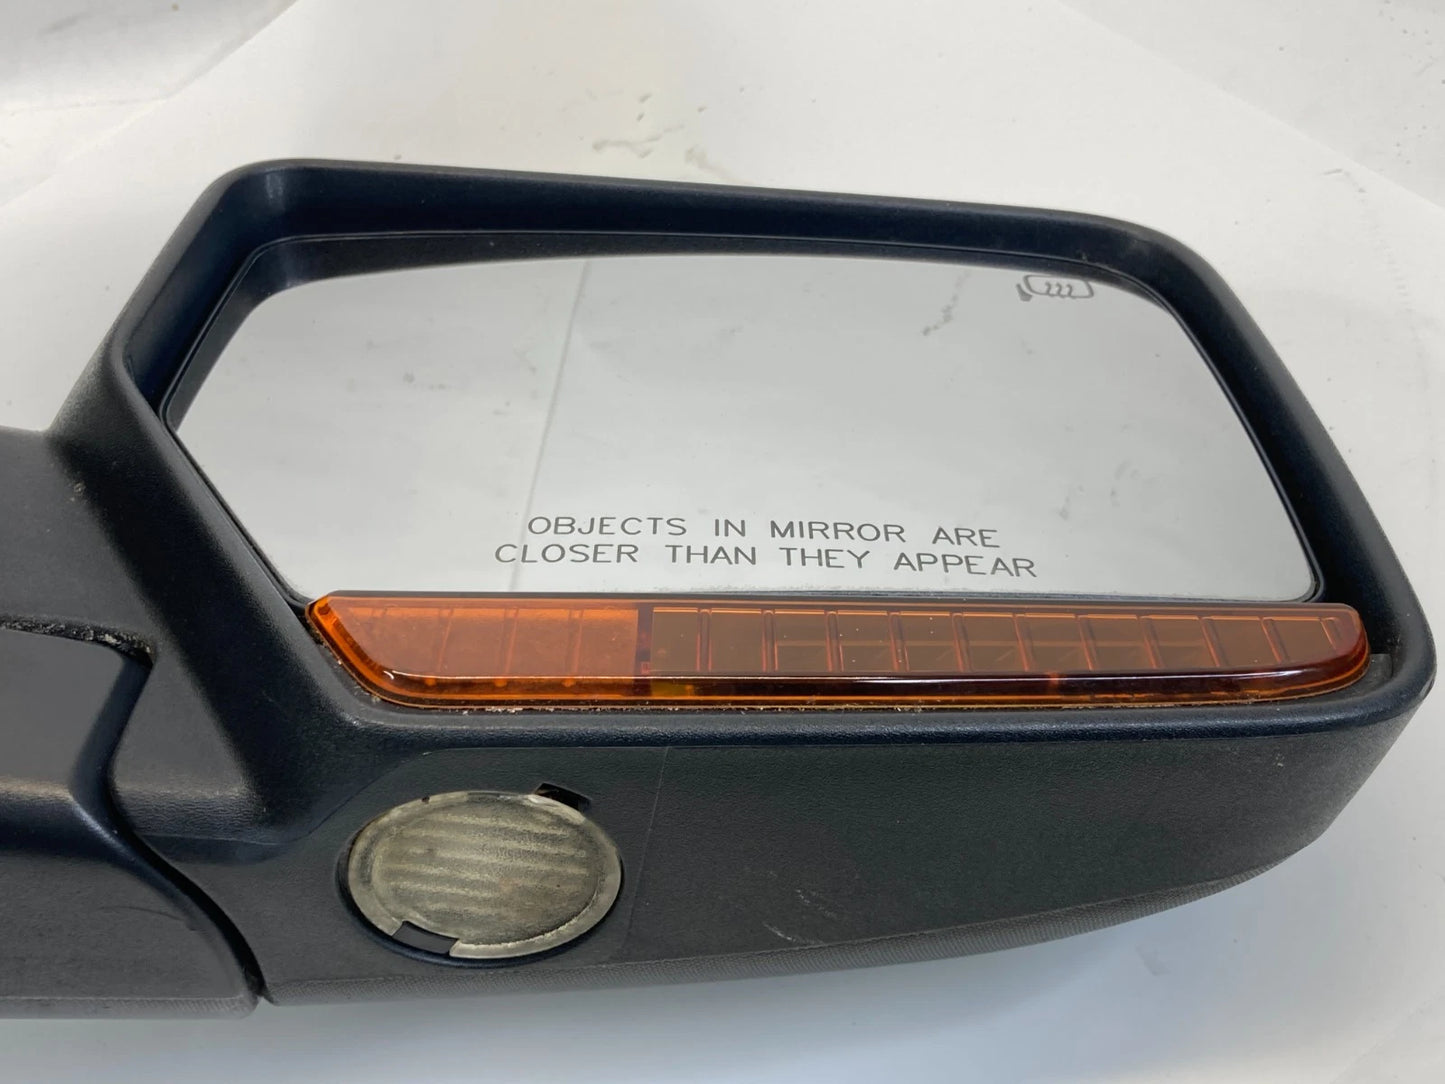 OBJECTS IN MIRROR ARE
CLOSER THAN THEY APPEAR